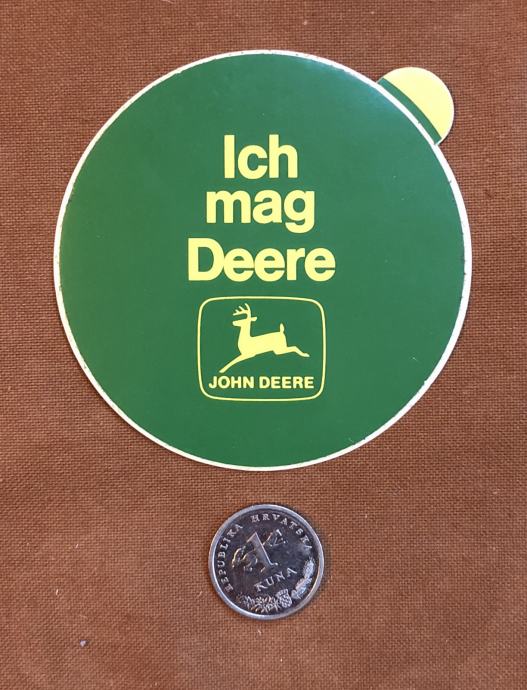 Ich
mag
Deere
JOHN DEERE
REPUBLIKA HRVATSKA
1
KUNA